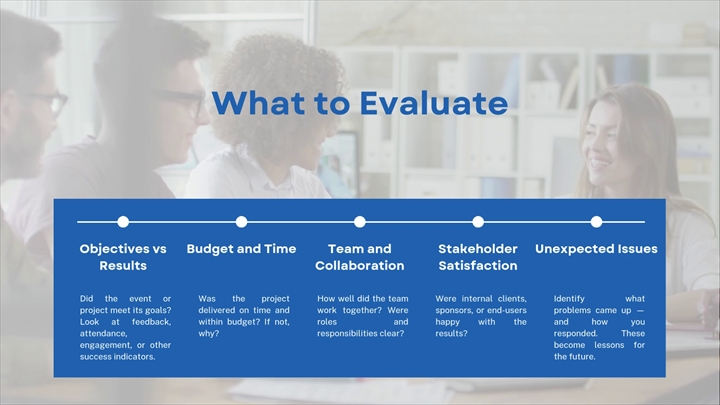 What to Evaluate
Objectives vs
Results
Did the event or
project meet its goals?
Look at feedback,
attendance,
engagement, or other
success indicators.
Budget and Time
Was the project
delivered on time and
within budget? If not,
why?
Team and
Collaboration
How well did the team
work together? Were
roles and
responsibilities clear?
Stakeholder
Satisfaction
Were internal clients,
sponsors, or end-users
happy with the
results?
Unexpected Issues
Identify what
problems came up —
and how you
responded. These
become lessons for
the future.